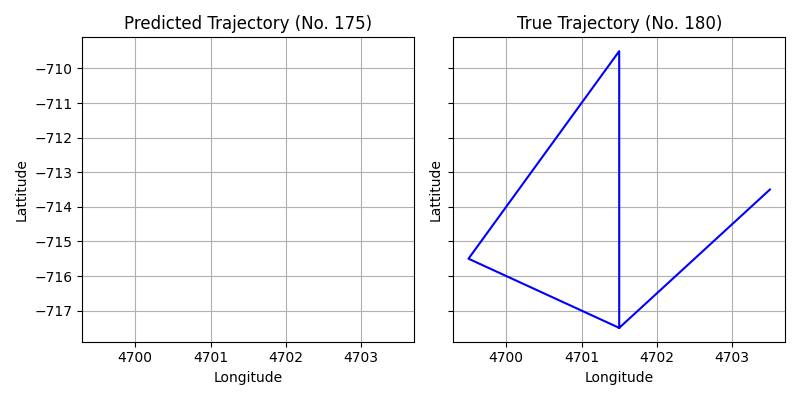 Predicted Trajectory (No. 175)
True Trajectory (No. 180)
−710
−711
−712
−713
−714
−715
−716
−717
Lattitude
Lattitude
4700 4701 4702 4703
4700 4701 4702 4703
Longitude
Longitude